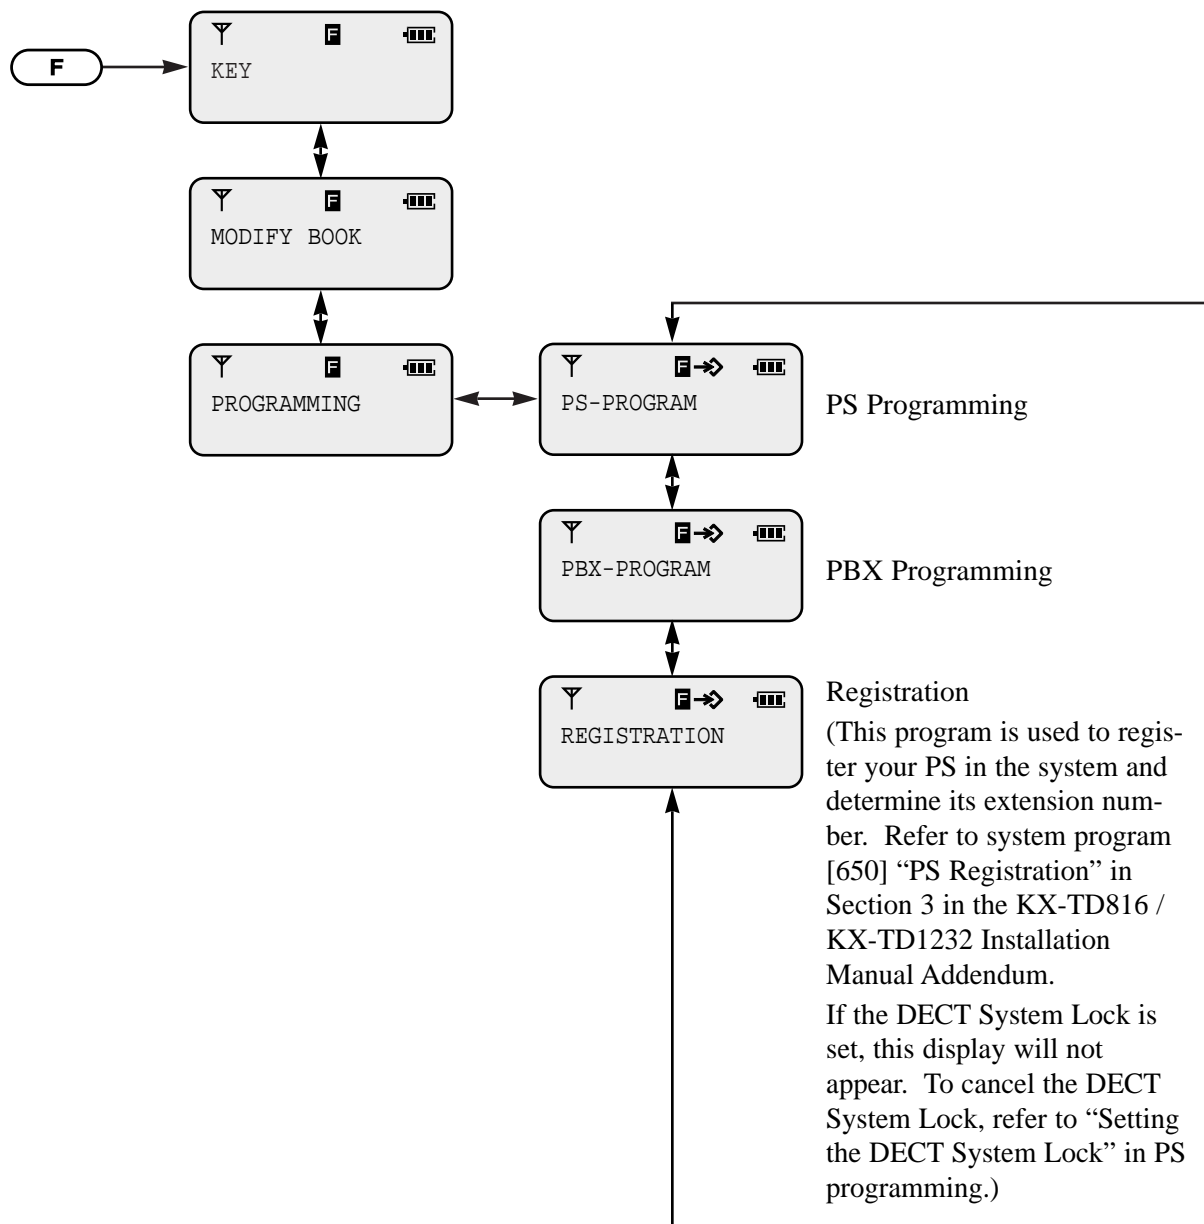 F
F
KEY
F
MODIFY BOOK
F
PROGRAMMING
F
PS-PROGRAM
PS Programming
F
PBX-PROGRAM
PBX Programming
F
REGISTRATION
Registration
(This program is used to regis-
ter your PS in the system and
determine its extension num-
ber.  Refer to system program
[650] “PS Registration” in
Section 3 in the KX-TD816 /
KX-TD1232 Installation
Manual Addendum.
If the DECT System Lock is
set, this display will not
appear.  To cancel the DECT
System Lock, refer to “Setting
the DECT System Lock” in PS
programming.)